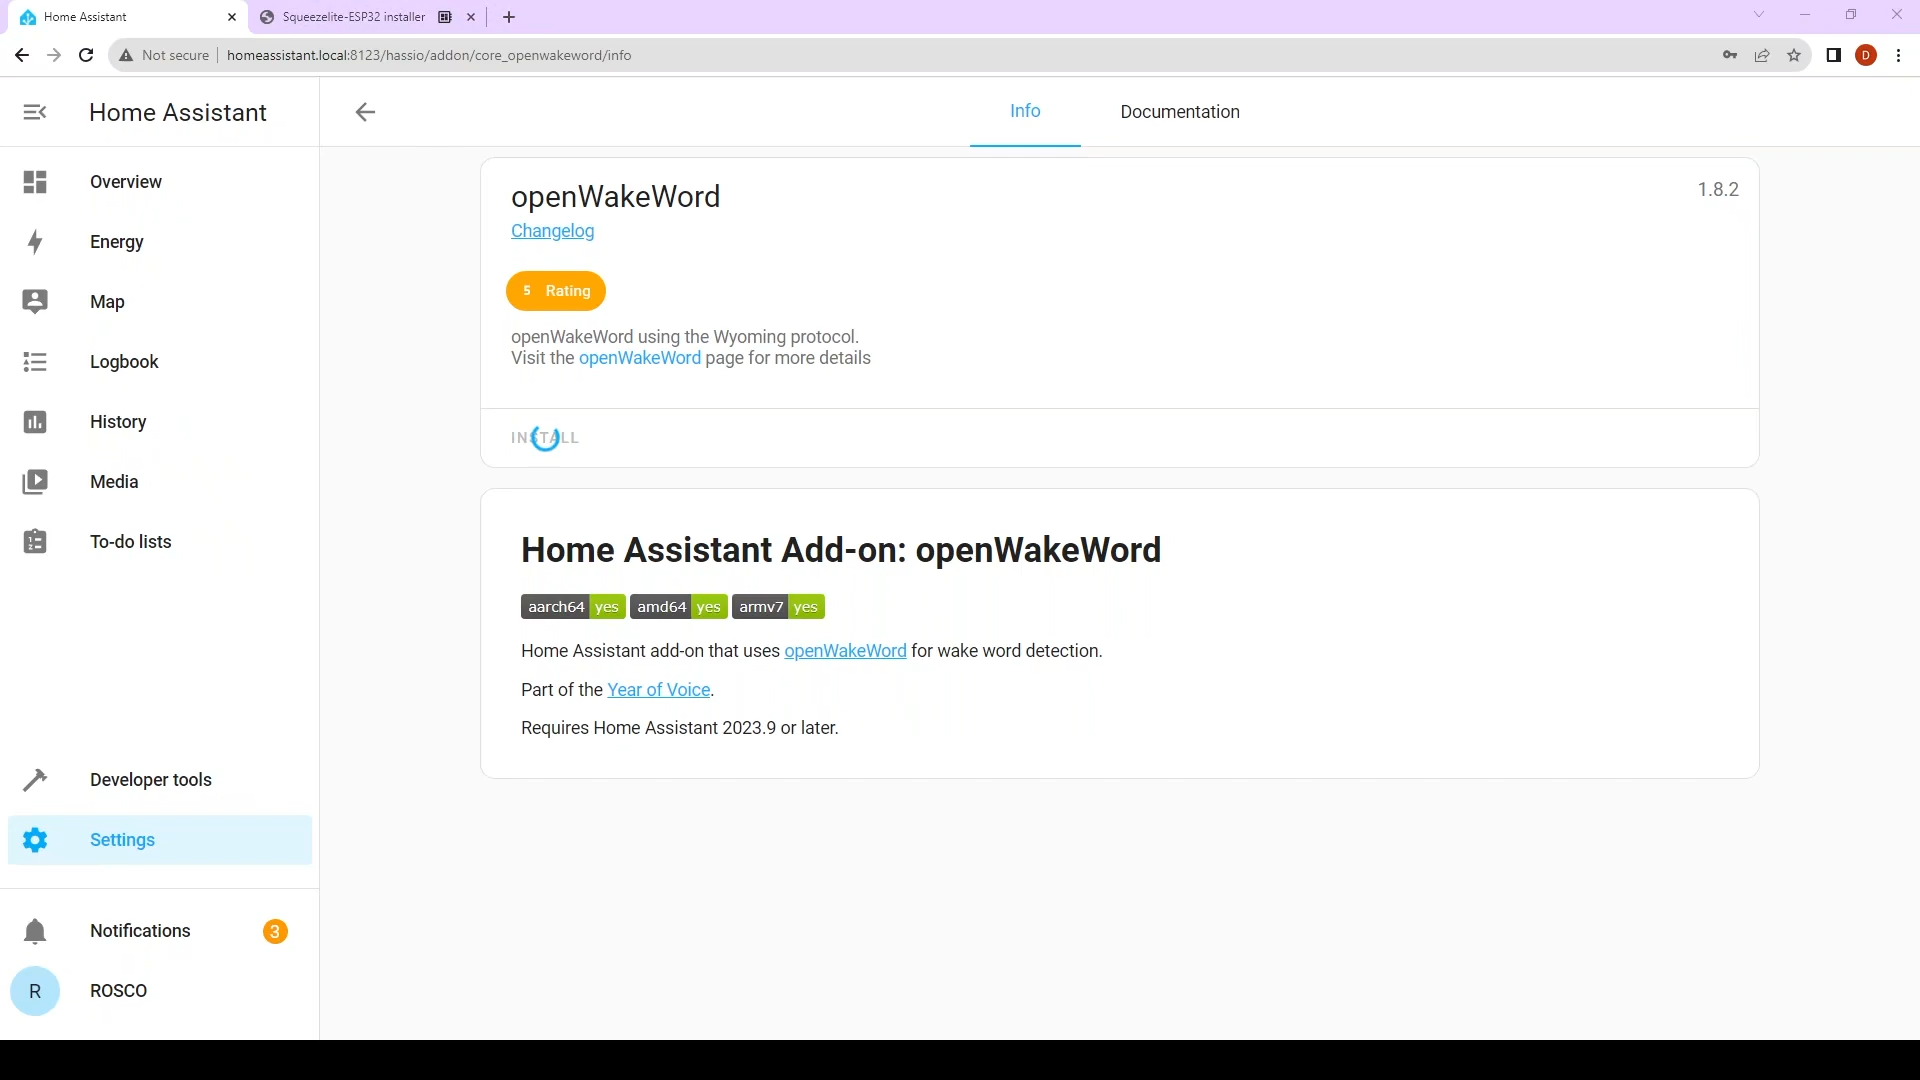 Home Assistant
Squeezelite-ESP32 installer
Not secure
homeassistant.local:8123/hassio/addon/core_openwakeword/info
D
Home Assistant
Info
Documentation
Overview
Energy
Map
Logbook
History
Media
To-do lists
Developer tools
Settings
Notifications
3
R
ROSCO
openWakeWord
1.8.2
Changelog
5 Rating
openWakeWord using the Wyoming protocol.
Visit the openWakeWord page for more details
INSTALL
Home Assistant Add-on: openWakeWord
aarch64 yes amd64 yes armv7 yes
Home Assistant add-on that uses openWakeWord for wake word detection.
Part of the Year of Voice.
Requires Home Assistant 2023.9 or later.